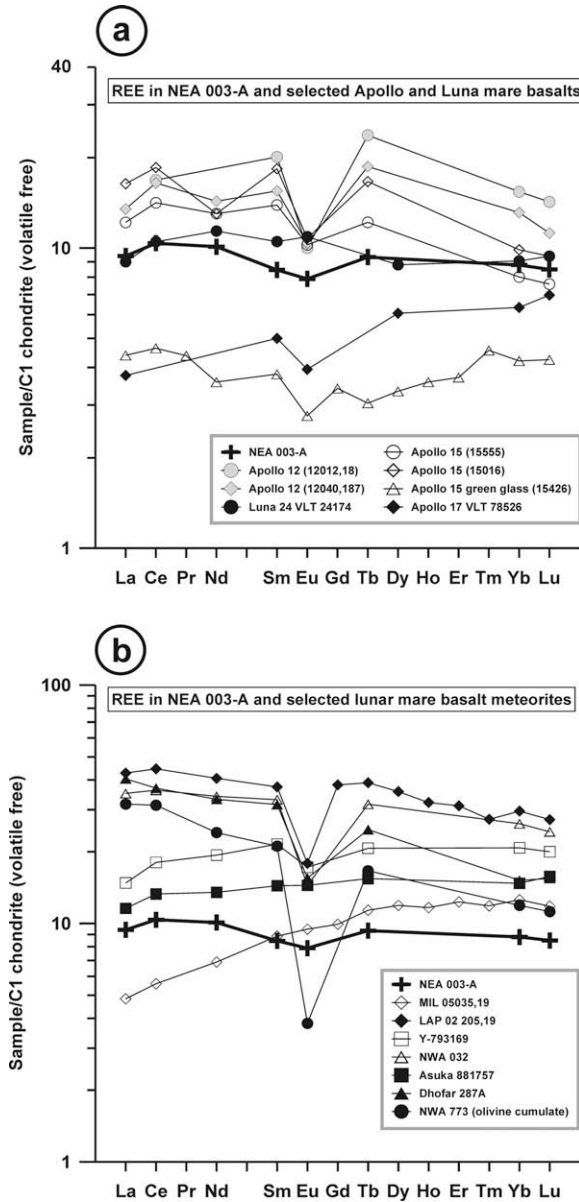 a
40
REE in NEA 003-A and selected Apollo and Luna mare basalts
10
Sample/C1 chondrite (volatile free)
NEA 003-A
Apollo 12 (12012,18)
Apollo 12 (12040,187)
Luna 24 VLT 24174
Apollo 15 (15555)
Apollo 15 (15016)
Apollo 15 green glass (15426)
Apollo 17 VLT 78526
1
La Ce Pr Nd Sm Eu Gd Tb Dy Ho Er Tm Yb Lu
b
100
REE in NEA 003-A and selected lunar mare basalt meteorites
Sample/C1 chondrite (volatile free)
10
NEA 003-A
MIL 05035,19
LAP 02 205,19
Y-793169
NWA 032
Asuka 881757
Dhofar 287A
NWA 773 (olivine cumulate)
1
La Ce Pr Nd Sm Eu Gd Tb Dy Ho Er Tm Yb Lu